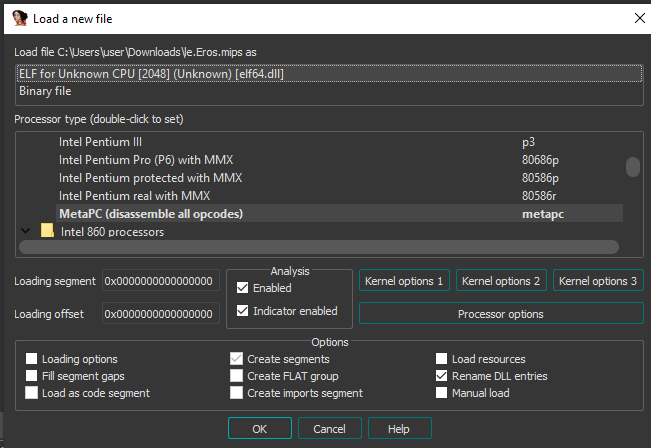 Load a new file
Load file C:\Users\user\Downloads\le.Eros.mips as
ELF for Unknown CPU [2048] (Unknown) [elf64.dll]
Binary file
Processor type (double-click to set)
Intel Pentium III p3
Intel Pentium Pro (P6) with MMX 80686p
Intel Pentium protected with MMX 80586p
Intel Pentium real with MMX 80586r
MetaPC (disassemble all opcodes) metapc
Intel 860 processors
Analysis
Loading segment 0x0000000000000000 Enabled Kernel options 1 Kernel options 2 Kernel options 3
Loading offset 0x0000000000000000 Indicator enabled Processor options
Options
Loading options Create segments Load resources
Fill segment gaps Create FLAT group Rename DLL entries
Load as code segment Create imports segment Manual load
OK Cancel Help